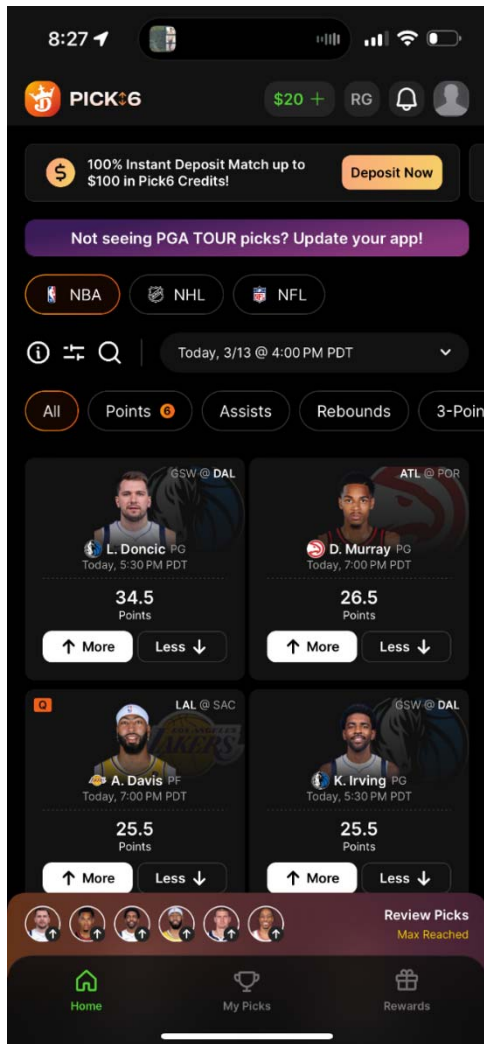 8:27
PICK6
$20 +
RG
100% Instant Deposit Match up to
$100 in Pick6 Credits!
Deposit Now
Not seeing PGA TOUR picks? Update your app!
NBA
NHL
NFL
Today, 3/13 @ 4:00 PM PDT
All
Points 6
Assists
Rebounds
3-Poin
GSW @ DAL
L. Doncic PG
Today, 5:30 PM PDT
34.5
Points
More
Less
ATL @ POR
D. Murray PG
Today, 7:00 PM PDT
26.5
Points
More
Less
Q
LAL @ SAC
LOS ANGELES
LAKERS
A. Davis PF
Today, 7:00 PM PDT
25.5
Points
More
Less
GSW @ DAL
K. Irving PG
Today, 5:30 PM PDT
25.5
Points
More
Less
Review Picks
Max Reached
Home
My Picks
Rewards